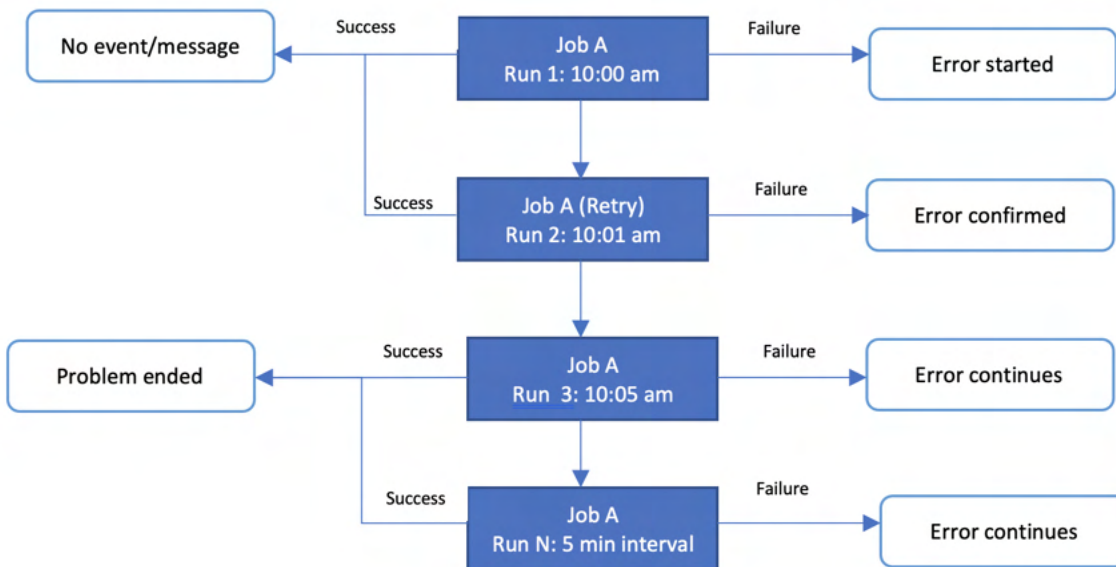 No event/message
Success
Job A
Run 1: 10:00 am
Failure
Error started
Success
Job A (Retry)
Run 2: 10:01 am
Failure
Error confirmed
Problem ended
Success
Job A
Run 3: 10:05 am
Failure
Error continues
Success
Job A
Run N: 5 min interval
Failure
Error continues